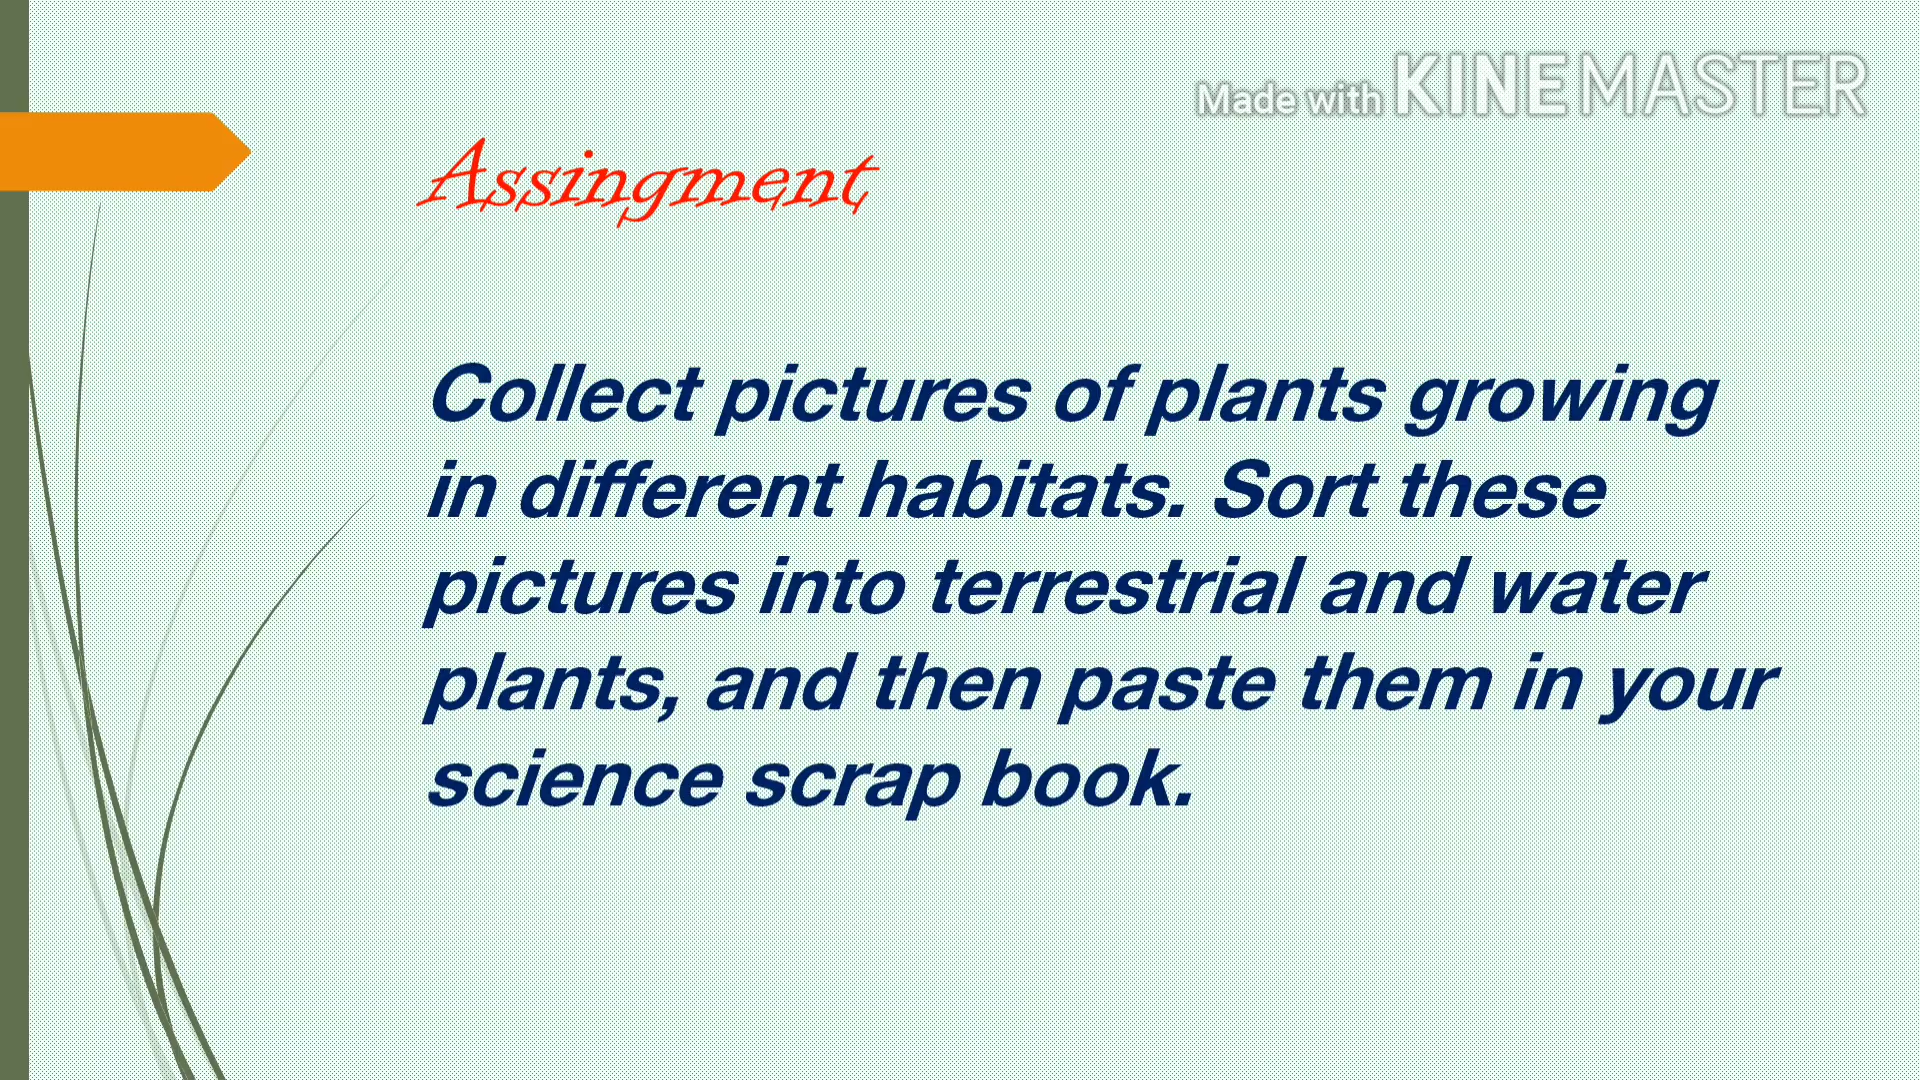 Made with KINEMASTER
Assingment
Collect pictures of plants growing
in different habitats. Sort these
pictures into terrestrial and water
plants, and then paste them in your
science scrap book.